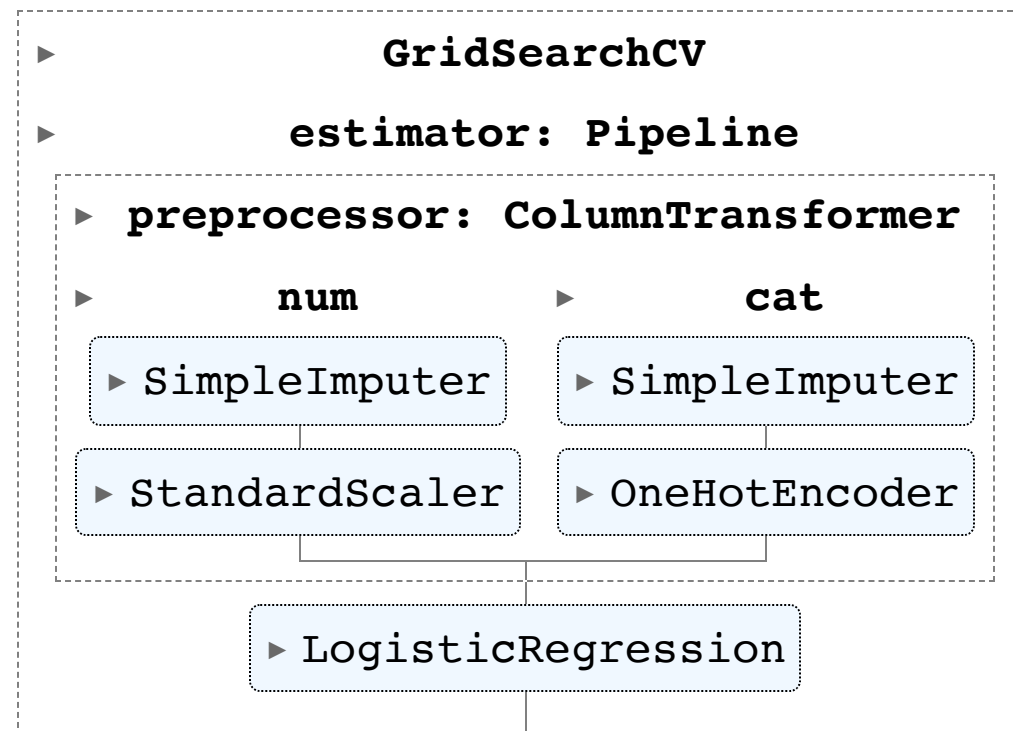 GridSearchCV
estimator: Pipeline
preprocessor: ColumnTransformer
num
cat
SimpleImputer
SimpleImputer
StandardScaler
OneHotEncoder
LogisticRegression